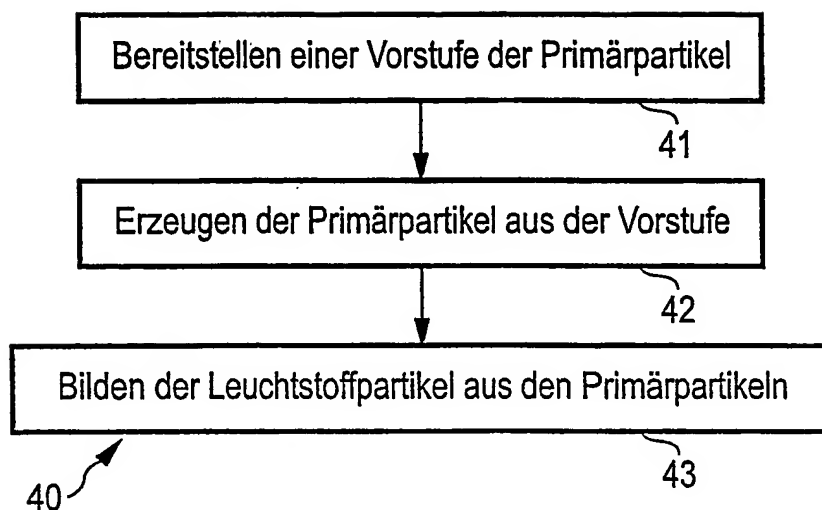 Bereitstellen einer Vorstufe der Primärpartikel
41
Erzeugen der Primärpartikel aus der Vorstufe
42
Bilden der Leuchtstoffpartikel aus den Primärpartikeln
43
40